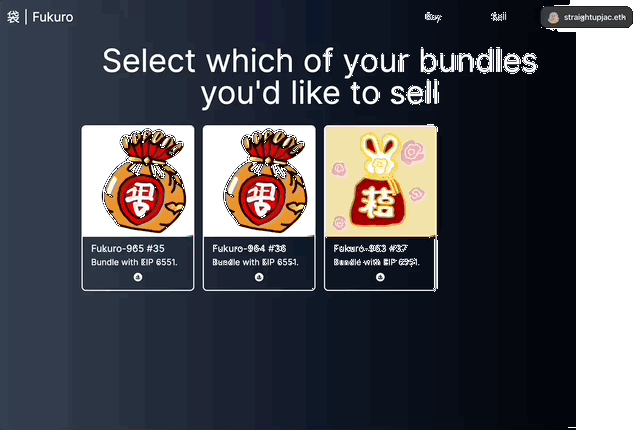 袋 | Fukuro
Buy
Sell
straightupjac.eth
Select which of your bundles
you'd like to sell
Fukuro-965 #35
Bundle with EIP 6551.
Fukuro-964 #36
Bundle with EIP 6551.
Fukuro-963 #37
Bundle with EIP 6551.